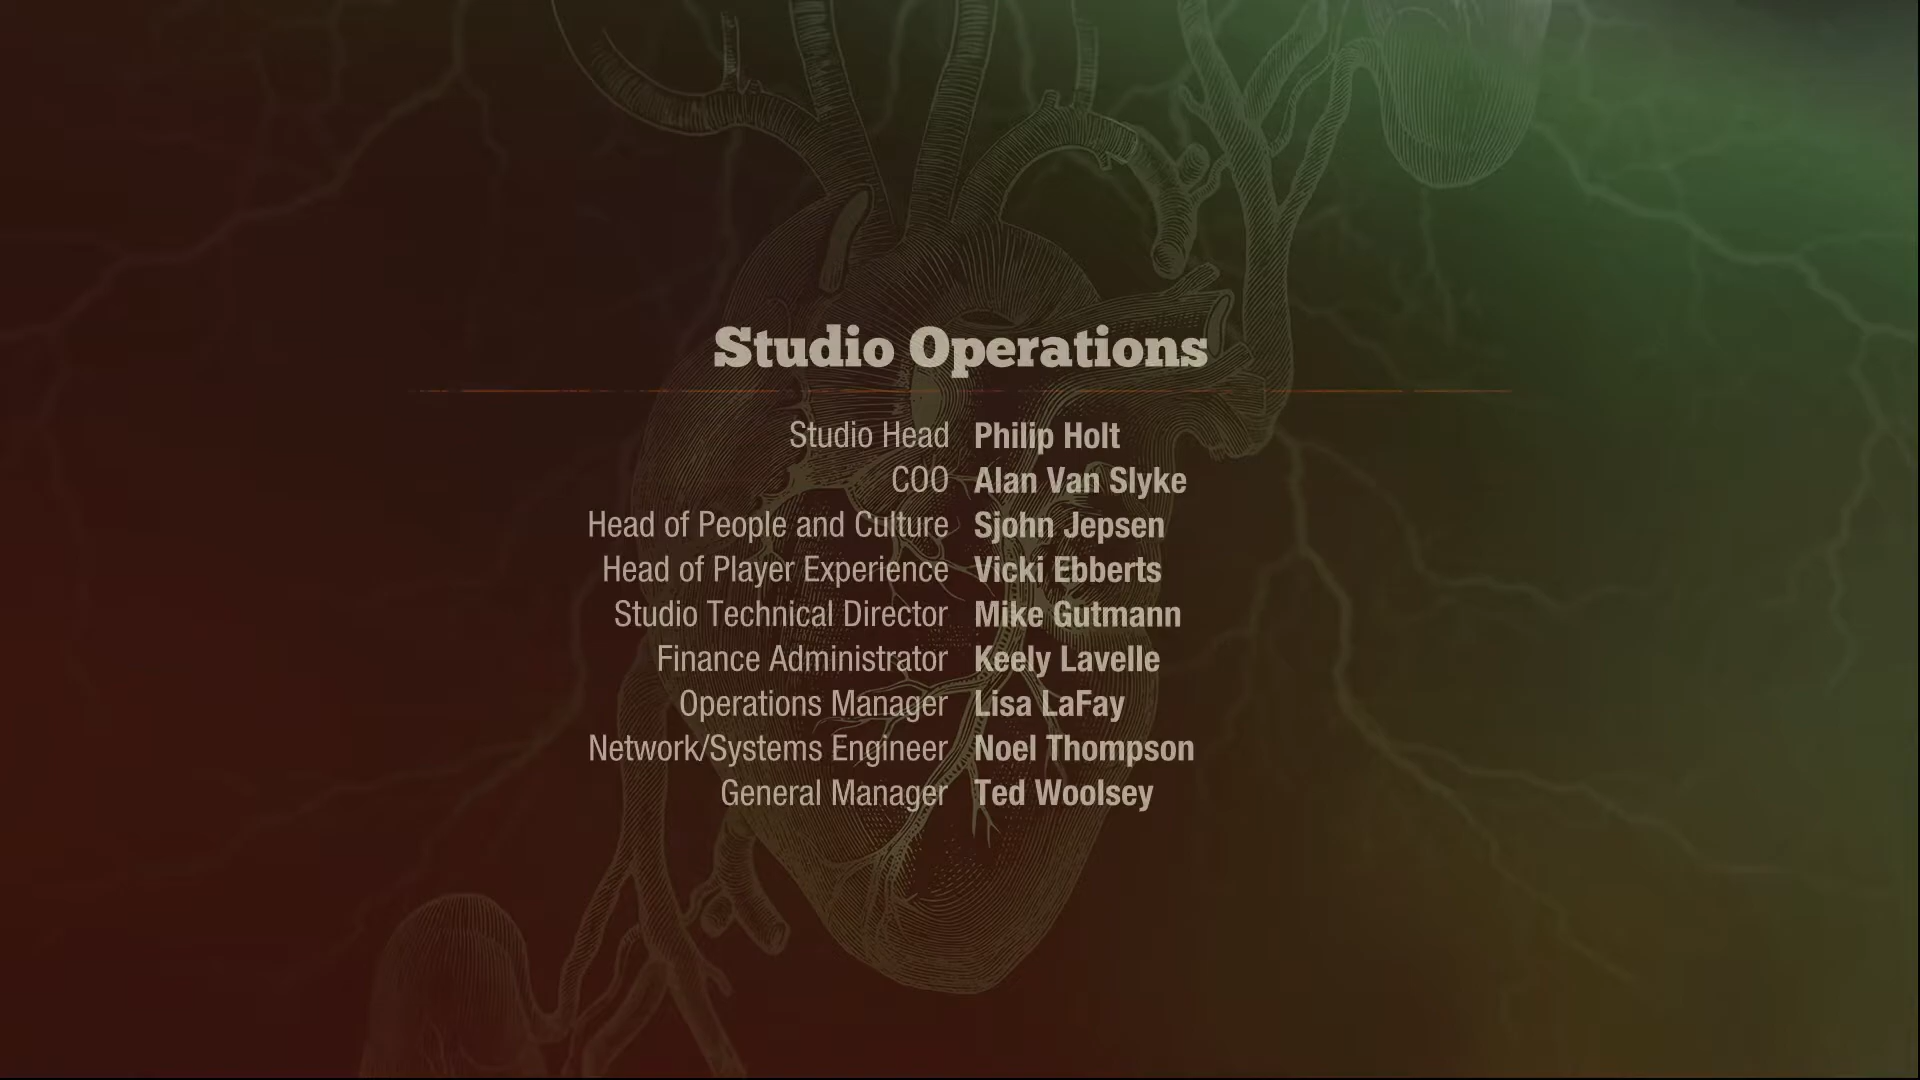 Studio Operations
Studio Head Philip Holt
COO Alan Van Slyke
Head of People and Culture Sjohn Jepsen
Head of Player Experience Vicki Ebberts
Studio Technical Director Mike Gutmann
Finance Administrator Keely Lavelle
Operations Manager Lisa LaFay
Network/Systems Engineer Noel Thompson
General Manager Ted Woolsey